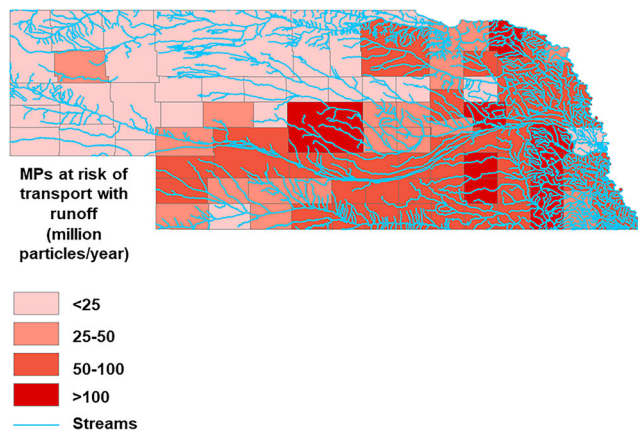 MPs at risk of
transport with
runoff
(million
particles/year)
<25
25-50
50-100
>100
Streams